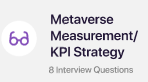 Metaverse
Measurement/
KPI Strategy
8 Interview Questions